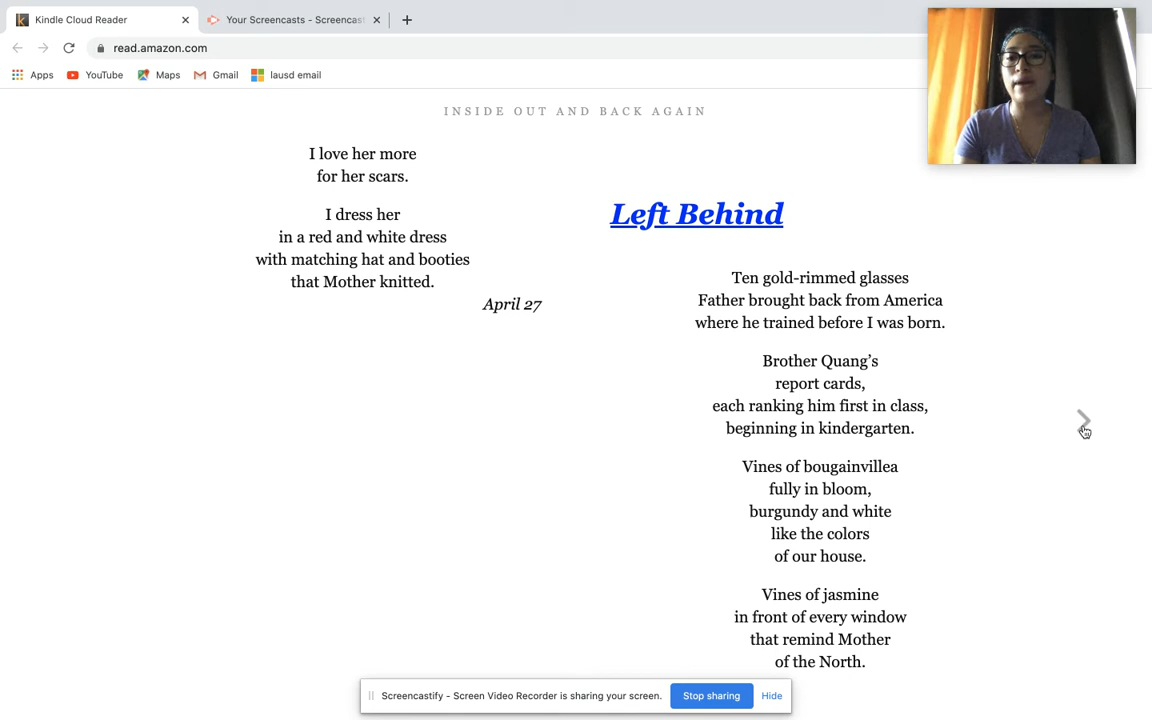 Kindle Cloud Reader
Your Screencasts - Screencast
read.amazon.com
Apps
YouTube
Maps
Gmail
lausd email
INSIDE OUT AND BACK AGAIN
I love her more
for her scars.
I dress her
in a red and white dress
with matching hat and booties
that Mother knitted.
April 27
Left Behind
Ten gold-rimmed glasses
Father brought back from America
where he trained before I was born.
Brother Quang’s
report cards,
each ranking him first in class,
beginning in kindergarten.
Vines of bougainvillea
fully in bloom,
burgundy and white
like the colors
of our house.
Vines of jasmine
in front of every window
that remind Mother
of the North.
Screencastify - Screen Video Recorder is sharing your screen.
Stop sharing
Hide